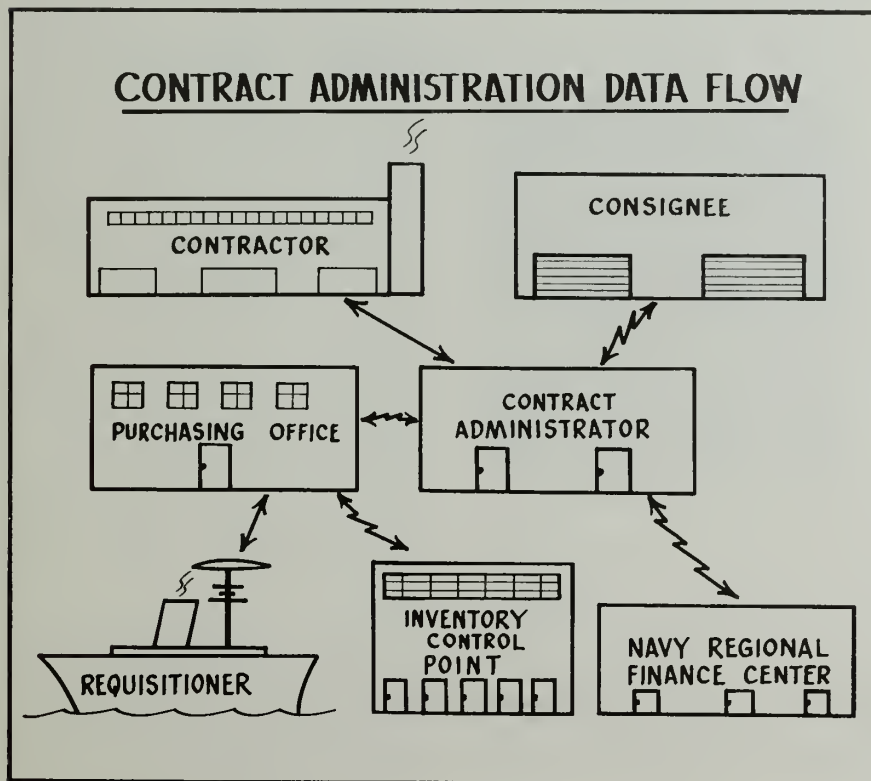 CONTRACT ADMINISTRATION DATA FLOW
CONTRACTOR
CONSIGNEE
PURCHASING OFFICE
CONTRACT
ADMINISTRATOR
REQUISITIONER
INVENTORY
CONTROL
POINT
NAVY REGIONAL
FINANCE CENTER